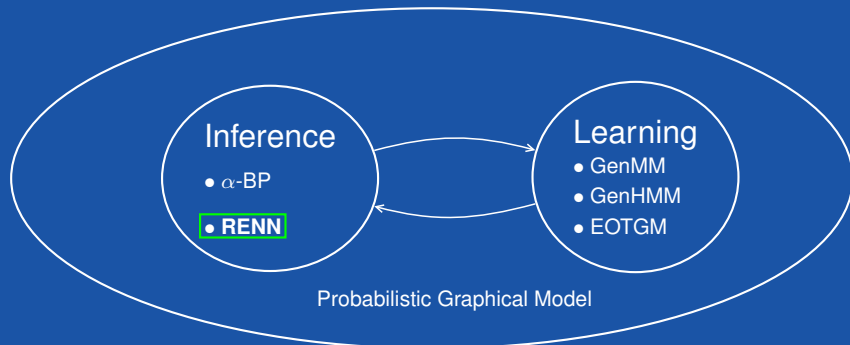 Inference
● α-BP
● RENN
Learning
● GenMM
● GenHMM
● EOTGM
Probabilistic Graphical Model